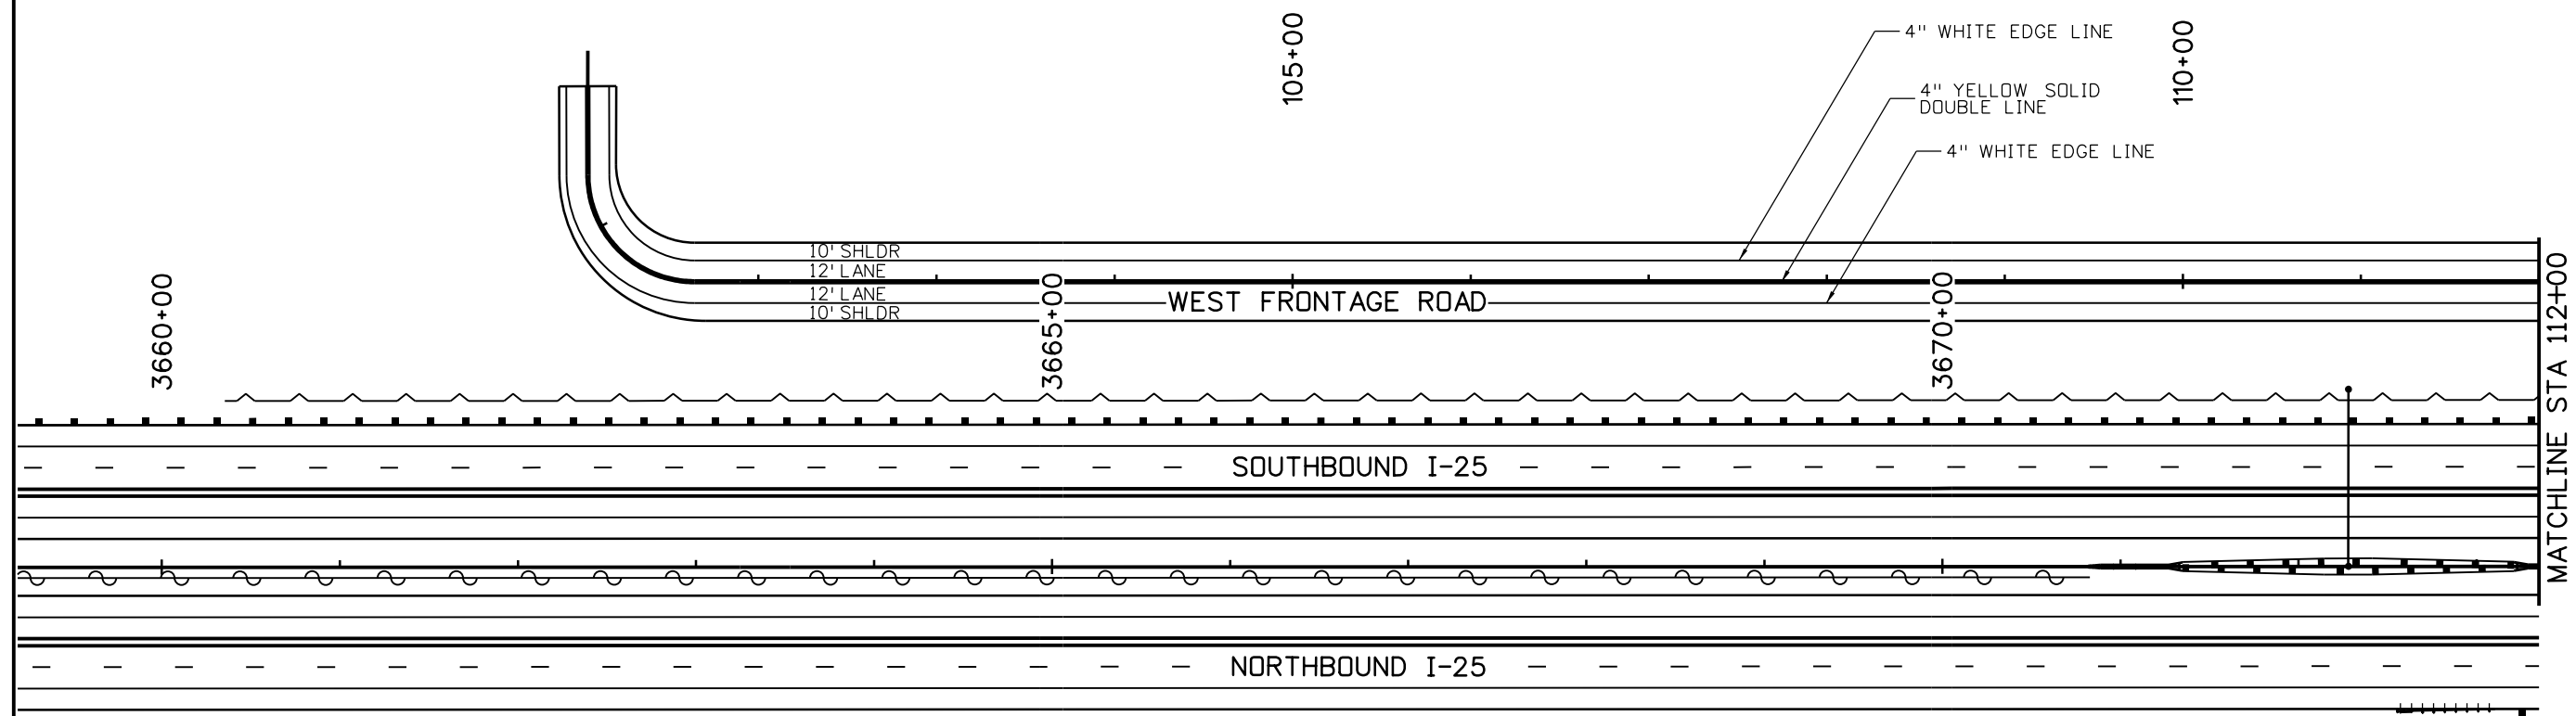 105+00
110+00
4" WHITE EDGE LINE
4" YELLOW SOLID
DOUBLE LINE
4" WHITE EDGE LINE
10' SHLDR
12' LANE
12' LANE
10' SHLDR
WEST FRONTAGE ROAD
3660+00
3665+00
3670+00
MATCHLINE STA 112+00
SOUTHBOUND I-25
NORTHBOUND I-25